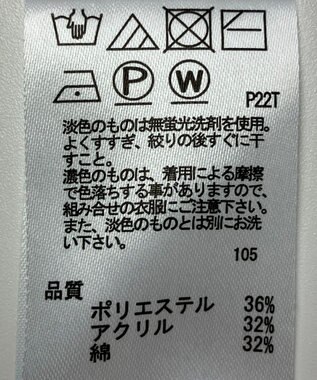 P W P22T
淡色のものは無蛍光洗剤を使用。
よくすすぎ、絞りの後すぐに干
すこと。
濃色のものは、着用による摩擦
で色落ちする事がありますので、
組み合せの衣服にご注意下さい。
また、淡色のものとは別にお洗
い下さい。
105
品質
ポリエステル 36%
アクリル 32%
綿 32%